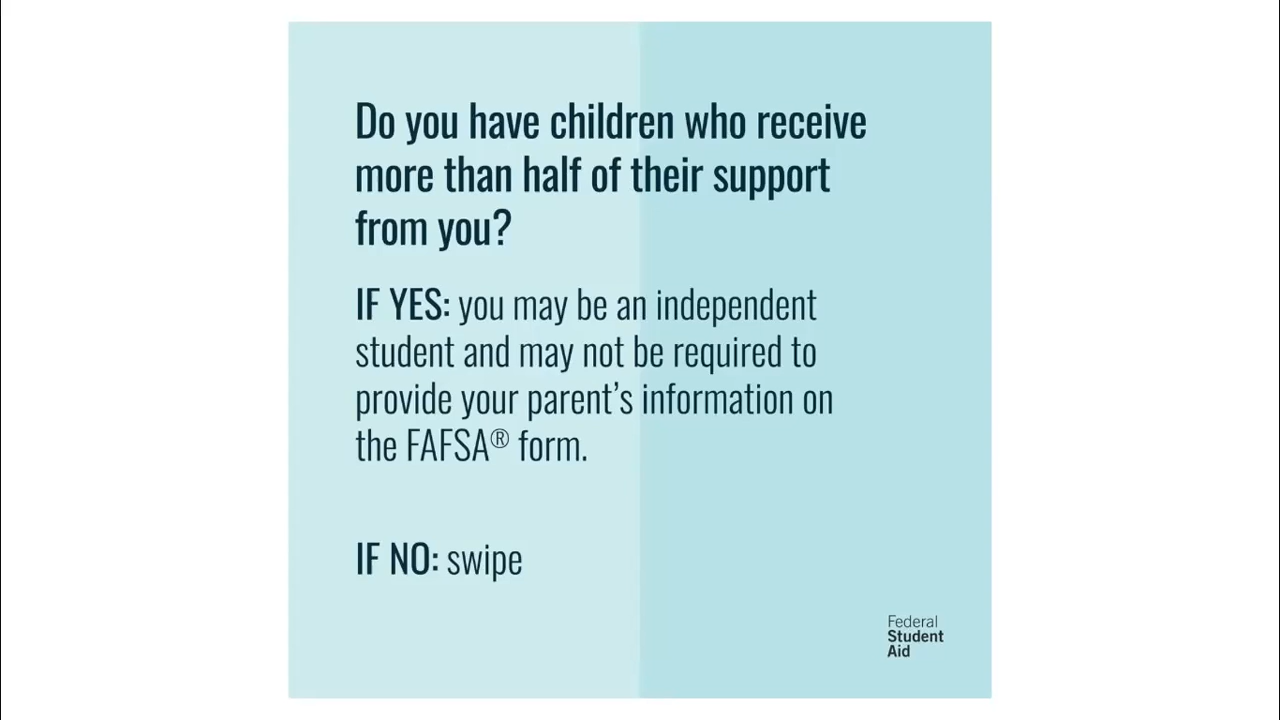 Do you have children who receive
more than half of their support
from you?
IF YES: you may be an independent
student and may not be required to
provide your parent’s information on
the FAFSA® form.
IF NO: swipe
Federal
Student
Aid